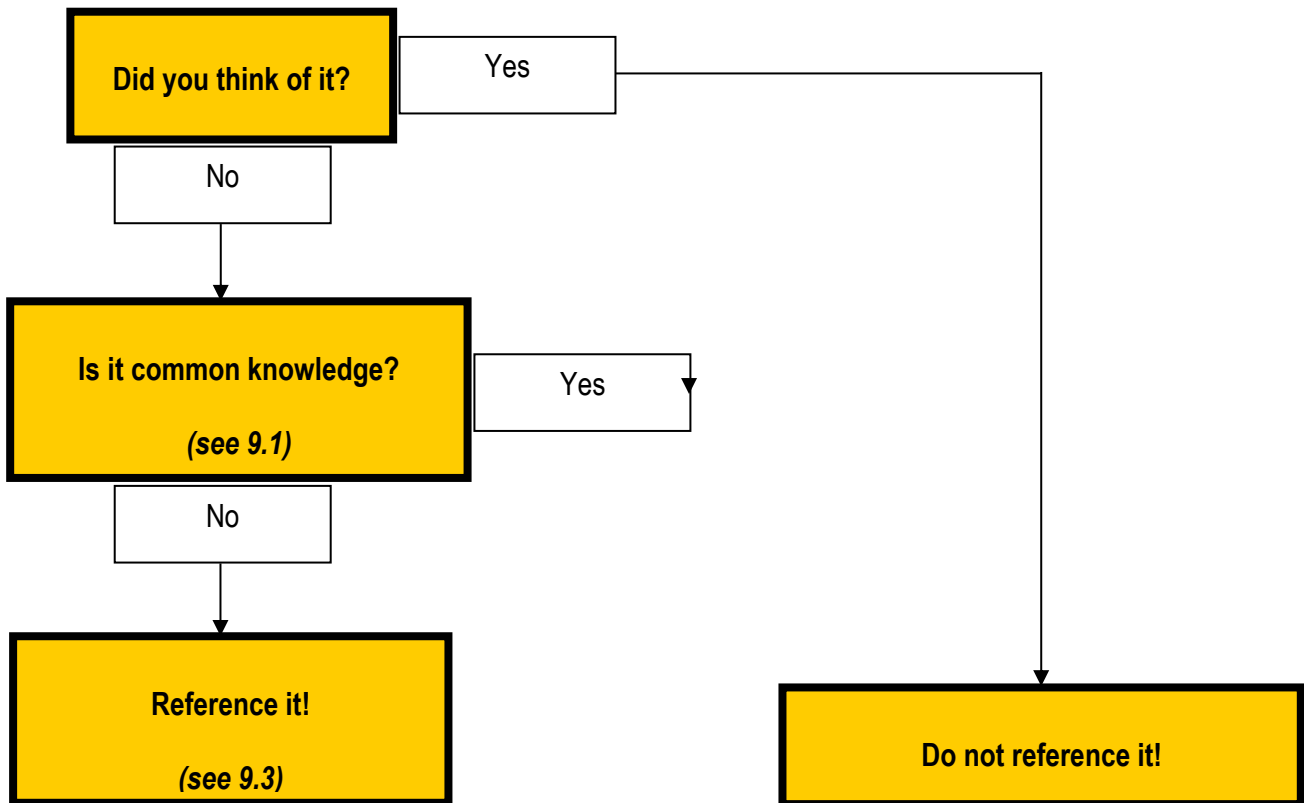 Did you think of it?
Yes
No
Is it common knowledge?
(see 9.1)
Yes
No
Reference it!
(see 9.3)
Do not reference it!